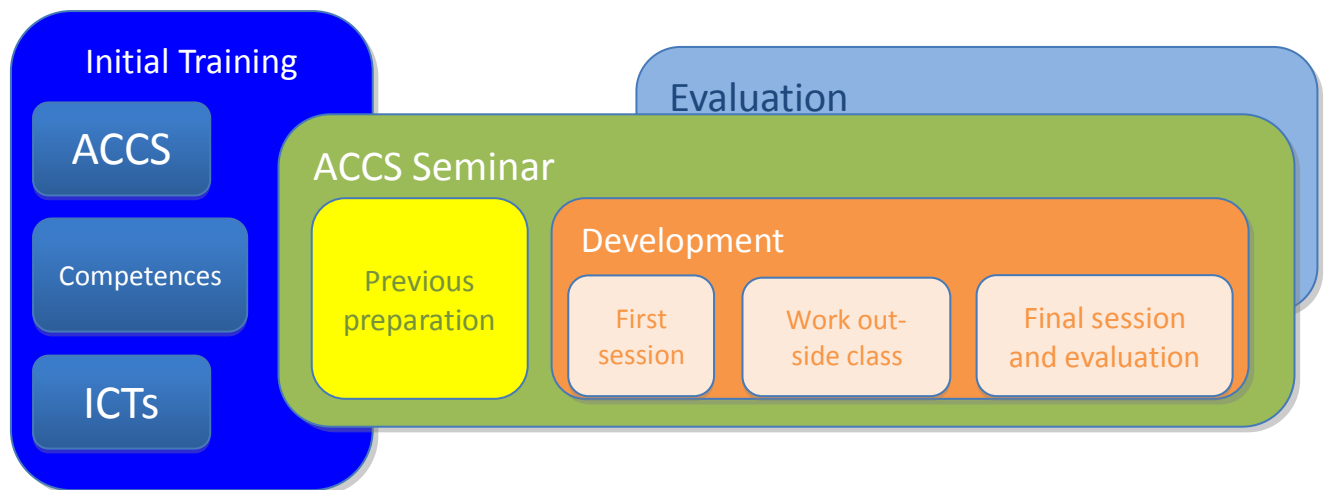 Initial Training
ACCS
Competences
ICTs
Evaluation
ACCS Seminar
Previous
preparation
Development
First
session
Work out-
side class
Final session
and evaluation